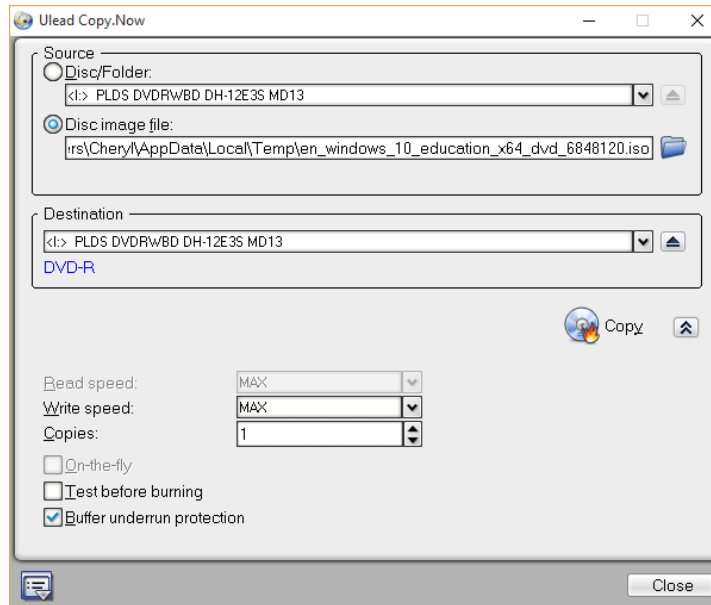 Ulead Copy.Now
Source
Disc/Folder:
<I:> PLDS DVDRWBD DH-12E3S MD13
Disc image file:
ers\Cheryl\AppData\Local\Temp\en_windows_10_education_x64_dvd_6848120.iso
Destination
<I:> PLDS DVDRWBD DH-12E3S MD13
DVD-R
Copy
Read speed: MAX
Write speed: MAX
Copies: 1
On-the-fly
Test before burning
Buffer underrun protection
Close